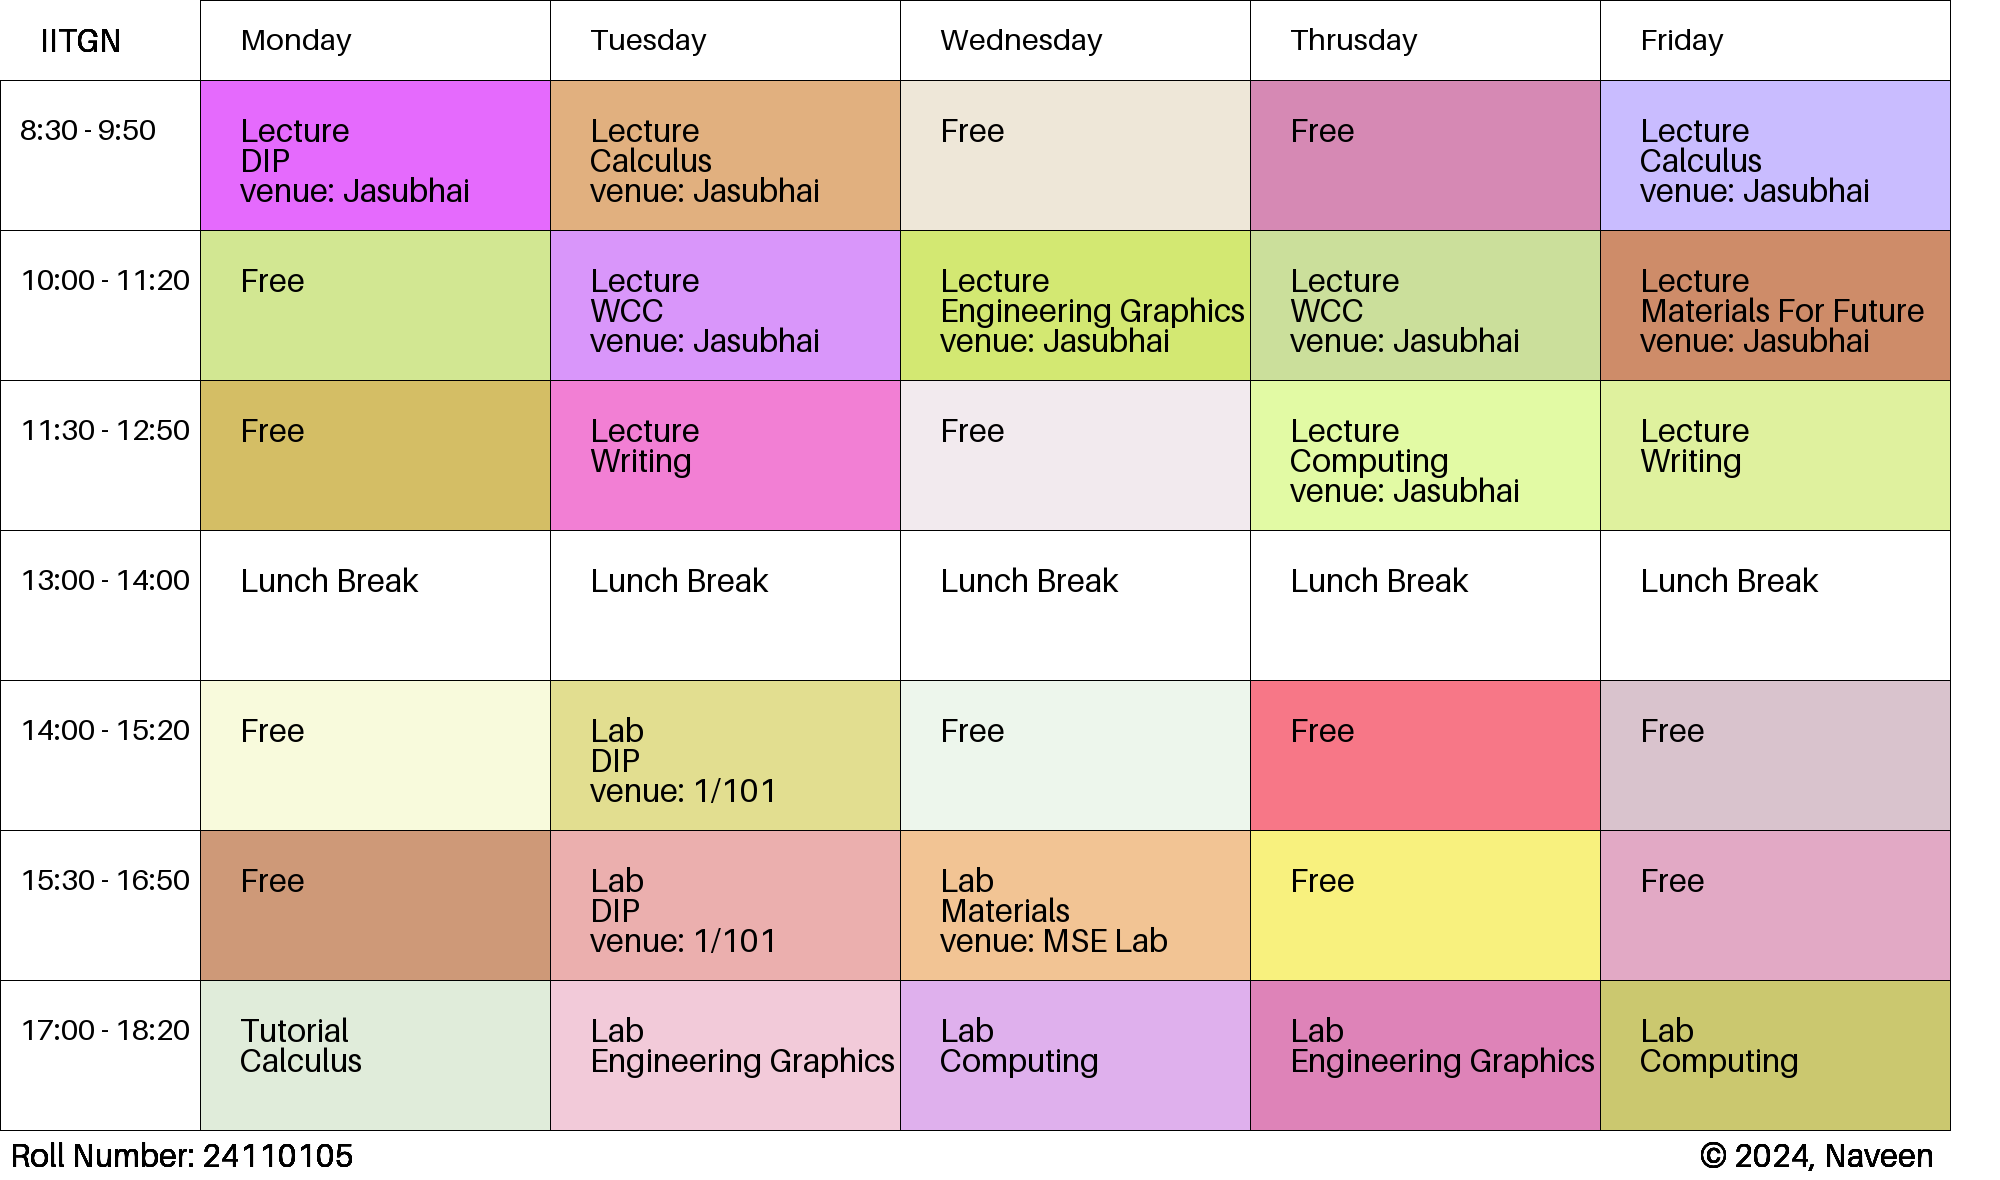 IITGN Monday Tuesday Wednesday Thrusday Friday
8:30 - 9:50
Lecture
DIP
venue: Jasubhai
Lecture
Calculus
venue: Jasubhai
Free
Free
Lecture
Calculus
venue: Jasubhai
10:00 - 11:20
Free
Lecture
WCC
venue: Jasubhai
Lecture
Engineering Graphics
venue: Jasubhai
Lecture
WCC
venue: Jasubhai
Lecture
Materials For Future
venue: Jasubhai
11:30 - 12:50
Free
Lecture
Writing
Free
Lecture
Computing
venue: Jasubhai
Lecture
Writing
13:00 - 14:00
Lunch Break
Lunch Break
Lunch Break
Lunch Break
Lunch Break
14:00 - 15:20
Free
Lab
DIP
venue: 1/101
Free
Free
Free
15:30 - 16:50
Free
Lab
DIP
venue: 1/101
Lab
Materials
venue: MSE Lab
Free
Free
17:00 - 18:20
Tutorial
Calculus
Lab
Engineering Graphics
Lab
Computing
Lab
Engineering Graphics
Lab
Computing
Roll Number: 24110105
© 2024, Naveen